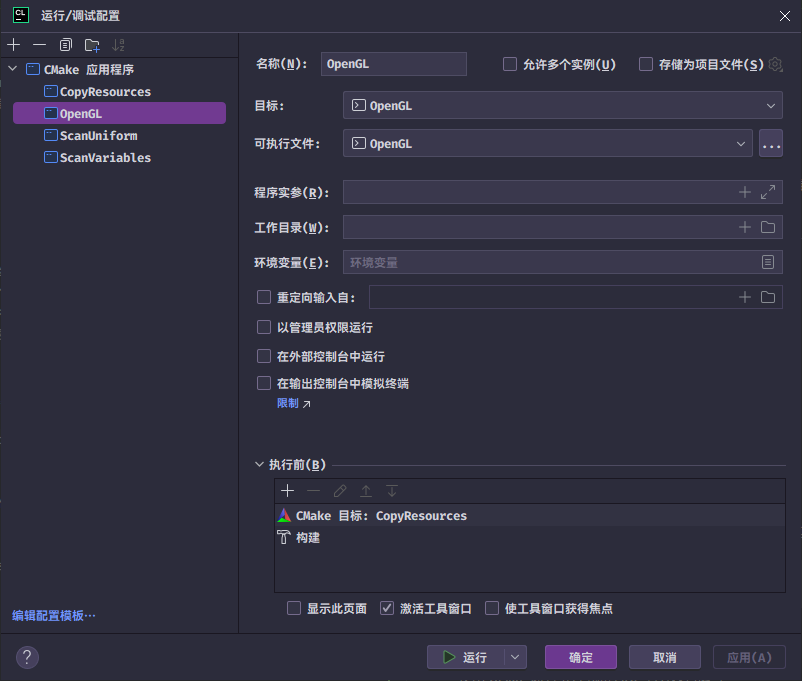 CL 运行/调试配置
CMake 应用程序
CopyResources
OpenGL
ScanUniform
ScanVariables
编辑配置模板…
名称(N): OpenGL 允许多个实例(U) 存储为项目文件(S)
目标: OpenGL
可执行文件: OpenGL ...
程序实参(R):
工作目录(W):
环境变量(E): 环境变量
重定向输入自:
以管理员权限运行
在外部控制台中运行
在输出控制台中模拟终端
限制↗
执行前(B)
CMake 目标: CopyResources
构建
显示此页面 激活工具窗口 使工具窗口获得焦点
? 运行 确定 取消 应用(A)